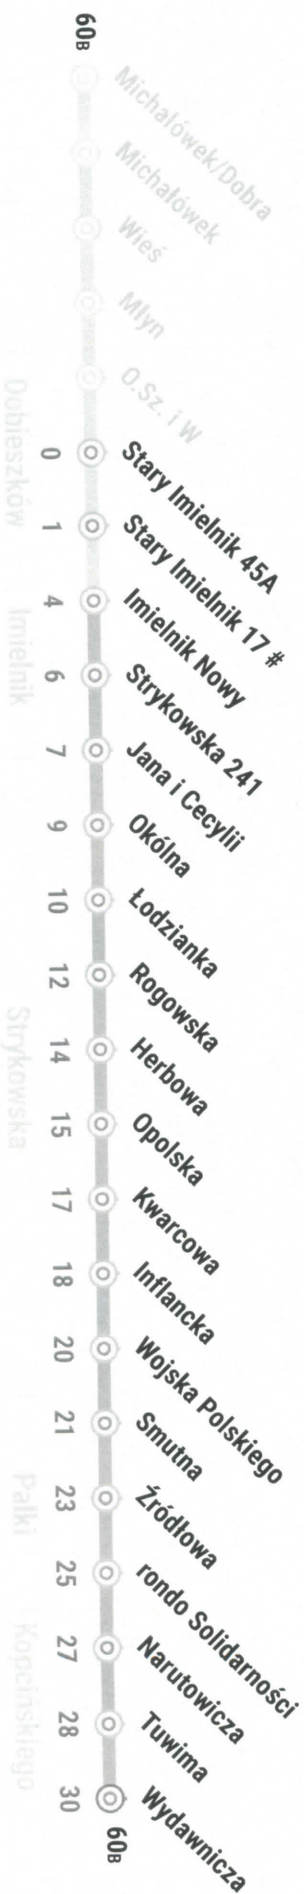 60B
Michałówek/Dobra
Michałówek
Wieś
Młyn
O.Sz. i W
0 Stary Imielnik 45A
1 Stary Imielnik 17 #
4 Imielnik Nowy
6 Strykowska 241
7 Jana i Cecylii
9 Okólna
10 Łodzianka
12 Rogowska
14 Herbowa
15 Opolska
17 Kwarcowa
18 Inflancka
20 Wojska Polskiego
21 Smutna
23 Źródłowa
25 rondo Solidarności
27 Narutowicza
28 Tuwima
30 Wydawnicza
60B
Dobieszków
Imielnik
Strykowska
Palki
Kopcińskiego